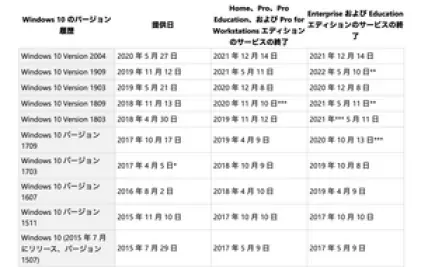 Windows 10 のバージョン履歴 提供日 Home、Pro、Pro Education、および Pro for Workstations エディションのサービスの終了 Enterprise および Education エディションのサービスの終了
Windows 10 Version 2004 2020 年 5 月 27 日 2021 年 12 月 14 日 2021 年 12 月 14 日
Windows 10 Version 1909 2019 年 11 月 12 日 2021 年 5 月 11 日 2022 年 5 月 10 日**
Windows 10 Version 1903 2019 年 5 月 21 日 2020 年 12 月 8 日 2020 年 12 月 8 日
Windows 10 Version 1809 2018 年 11 月 13 日 2020 年 11 月 10 日*** 2021 年 5 月 11 日**
Windows 10 Version 1803 2018 年 4 月 30 日 2019 年 11 月 12 日 2021 年*** 5 月 11 日
Windows 10 バージョン 1709 2017 年 10 月 17 日 2019 年 4 月 9 日 2020 年 10 月 13 日***
Windows 10 バージョン 1703 2017 年 4 月 5 日* 2018 年 10 月 9 日 2019 年 10 月 8 日
Windows 10 バージョン 1607 2016 年 8 月 2 日 2018 年 4 月 10 日 2019 年 4 月 9 日
Windows 10 バージョン 1511 2015 年 11 月 10 日 2017 年 10 月 10 日 2017 年 10 月 10 日
Windows 10 (2015 年 7 月にリリース、バージョン 1507) 2015 年 7 月 29 日 2017 年 5 月 9 日 2017 年 5 月 9 日